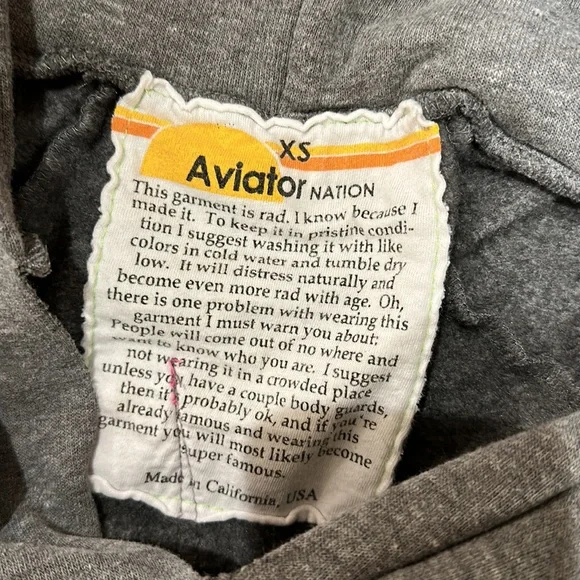 XS
Aviator NATION
This garment is rad. I know because I
made it. To keep it in pristine condi-
tion I suggest washing it with like
colors in cold water and tumble dry
low. It will distress naturally and
become even more rad with age. Oh,
there is one problem with wearing this
garment I must warn you about;
People will come out of no where and
want to know who you are. I suggest
not wearing it in a crowded place
unless you have a couple body guards,
then it's probably ok, and if you're
already famous and wearing this
garment you will most likely become
super famous.
Made in California, USA